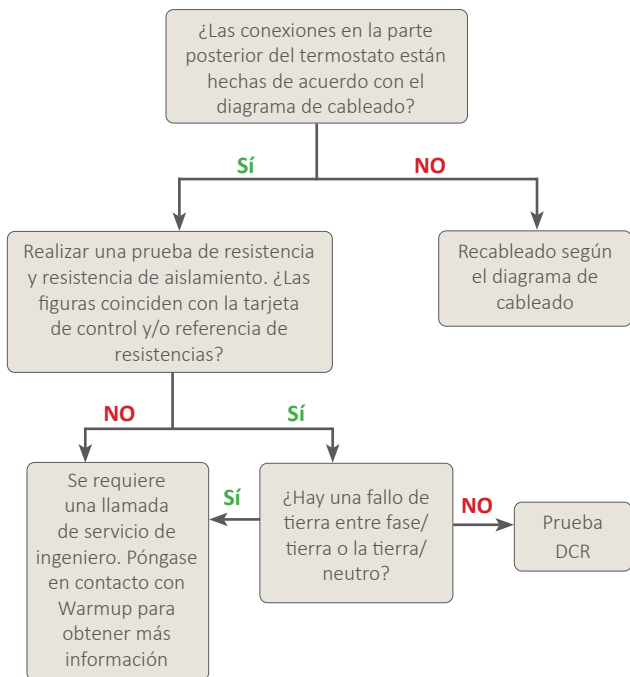 ¿Las conexiones en la parte
posterior del termostato están
hechas de acuerdo con el
diagrama de cableado?
Sí
NO
Realizar una prueba de resistencia
y resistencia de aislamiento. ¿Las
figuras coinciden con la tarjeta
de control y/o referencia de
resistencias?
Recableado según
el diagrama de
cableado
NO
Sí
Se requiere
una llamada
de servicio de
ingeniero. Póngase
en contacto con
Warmup para
obtener más
información
Sí
¿Hay una fallo de
tierra entre fase/
tierra o la tierra/
neutro?
NO
Prueba
DCR